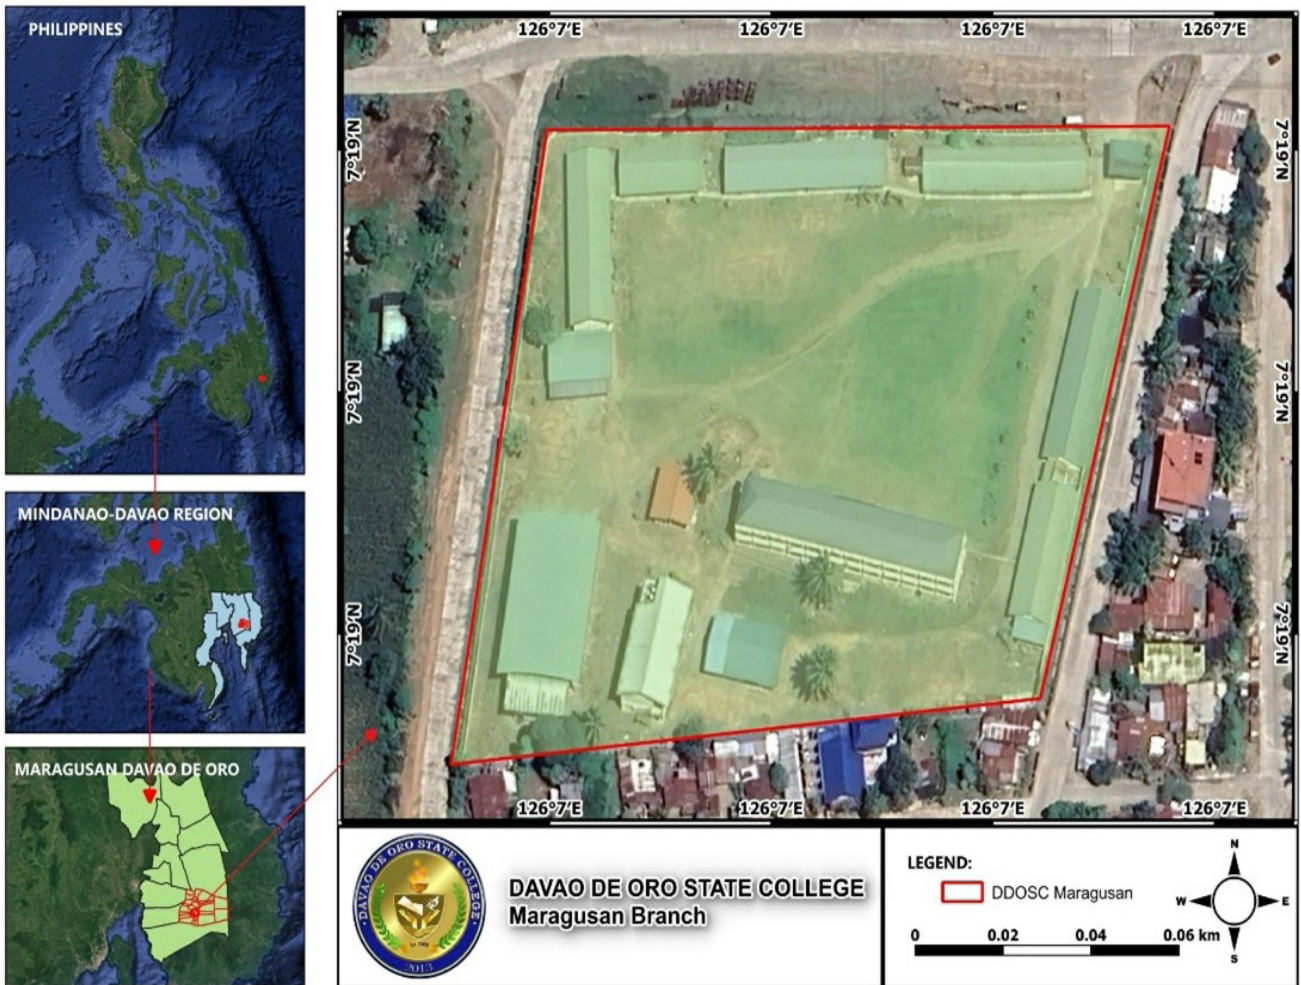 PHILIPPINES
MINDANAO-DAVAO REGION
MARAGUSAN DAVAO DE ORO
126°7'E 126°7'E 126°7'E 126°7'E
7°19'N 7°19'N
7°19'N 7°19'N
7°19'N 7°19'N
126°7'E 126°7'E 126°7'E 126°7'E
DAVAO DE ORO STATE COLLEGE
2013
DAVAO DE ORO STATE COLLEGE
Maragusan Branch
LEGEND:
DDOSC Maragusan
0 0.02 0.04 0.06 km
N
W E
S